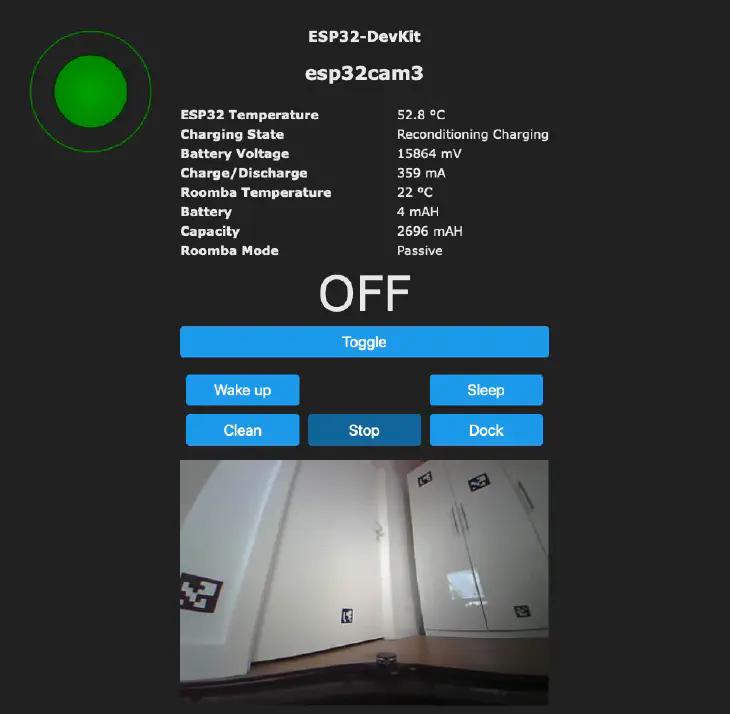 ESP32-DevKit
esp32cam3
ESP32 Temperature 52.8 ºC
Charging State Reconditioning Charging
Battery Voltage 15864 mV
Charge/Discharge 359 mA
Roomba Temperature 22 ºC
Battery 4 mAH
Capacity 2696 mAH
Roomba Mode Passive
OFF
Toggle
Wake up Sleep
Clean Stop Dock